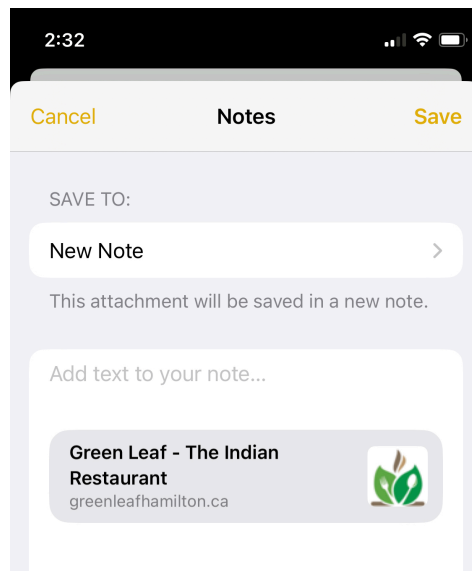 2:32
Cancel Notes Save
SAVE TO:
New Note
This attachment will be saved in a new note.
Add text to your note...
Green Leaf - The Indian
Restaurant
greenleafhamilton.ca